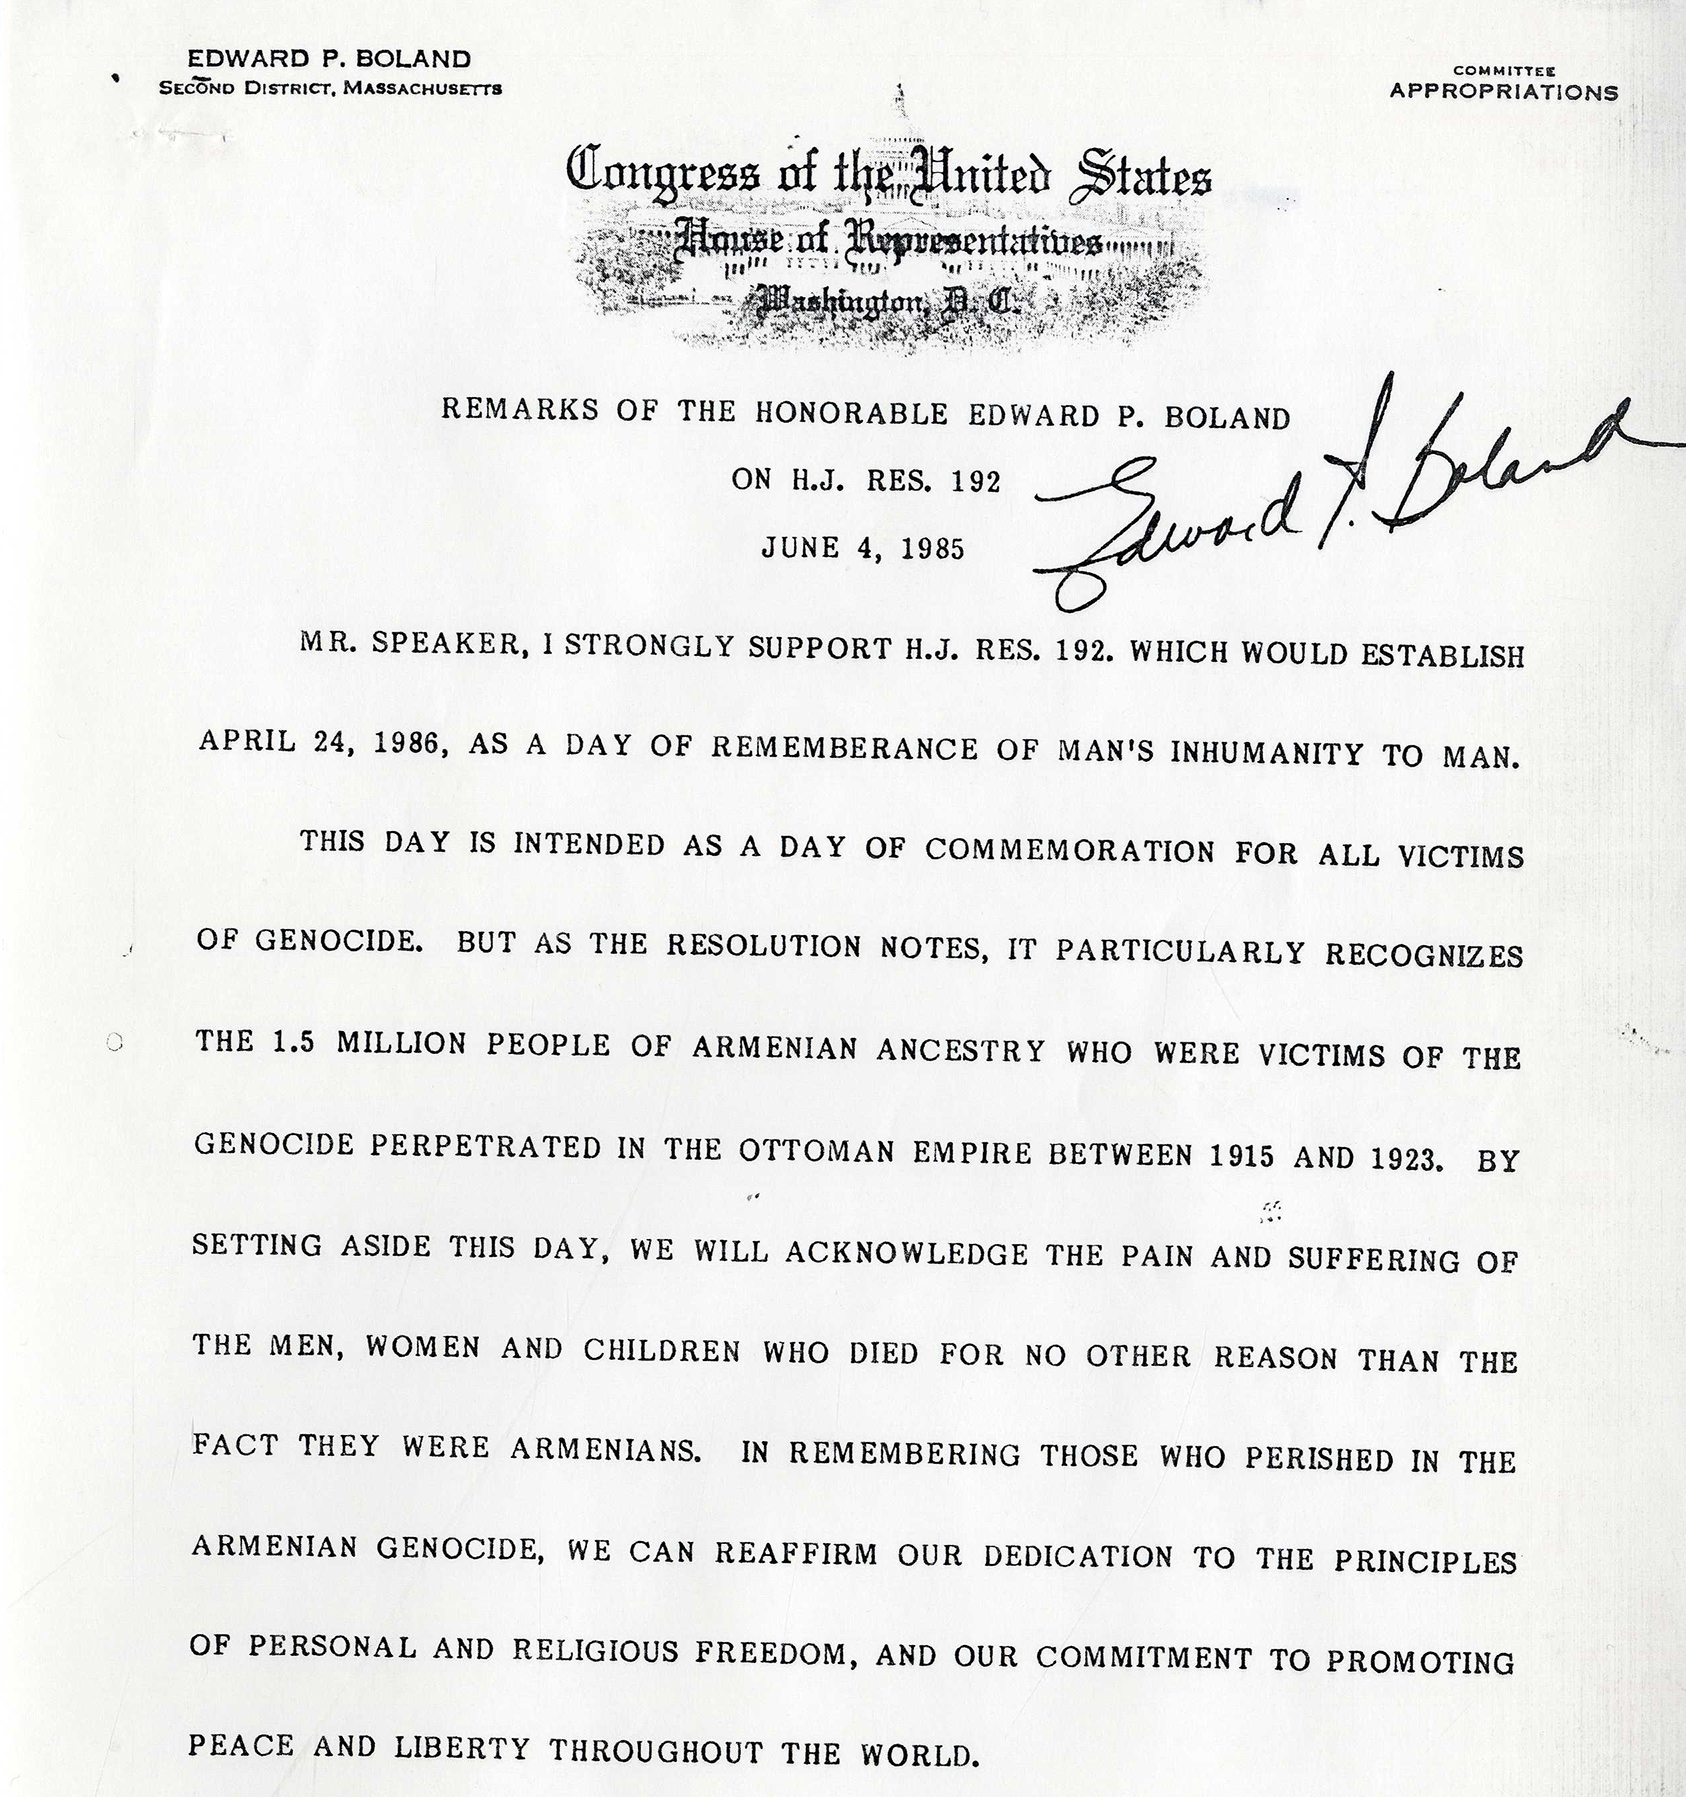 EDWARD P. BOLAND
SECOND DISTRICT, MASSACHUSETTS
COMMITTEE
APPROPRIATIONS
Congress of the United States
House of Representatives
Washington, D. C.
REMARKS OF THE HONORABLE EDWARD P. BOLAND
ON H.J. RES. 192
JUNE 4, 1985
Edward P. Boland
MR. SPEAKER, I STRONGLY SUPPORT H.J. RES. 192. WHICH WOULD ESTABLISH
APRIL 24, 1986, AS A DAY OF REMEMBERANCE OF MAN'S INHUMANITY TO MAN.
THIS DAY IS INTENDED AS A DAY OF COMMEMORATION FOR ALL VICTIMS
OF GENOCIDE. BUT AS THE RESOLUTION NOTES, IT PARTICULARLY RECOGNIZES
THE 1.5 MILLION PEOPLE OF ARMENIAN ANCESTRY WHO WERE VICTIMS OF THE
GENOCIDE PERPETRATED IN THE OTTOMAN EMPIRE BETWEEN 1915 AND 1923. BY
SETTING ASIDE THIS DAY, WE WILL ACKNOWLEDGE THE PAIN AND SUFFERING OF
THE MEN, WOMEN AND CHILDREN WHO DIED FOR NO OTHER REASON THAN THE
FACT THEY WERE ARMENIANS. IN REMEMBERING THOSE WHO PERISHED IN THE
ARMENIAN GENOCIDE, WE CAN REAFFIRM OUR DEDICATION TO THE PRINCIPLES
OF PERSONAL AND RELIGIOUS FREEDOM, AND OUR COMMITMENT TO PROMOTING
PEACE AND LIBERTY THROUGHOUT THE WORLD.